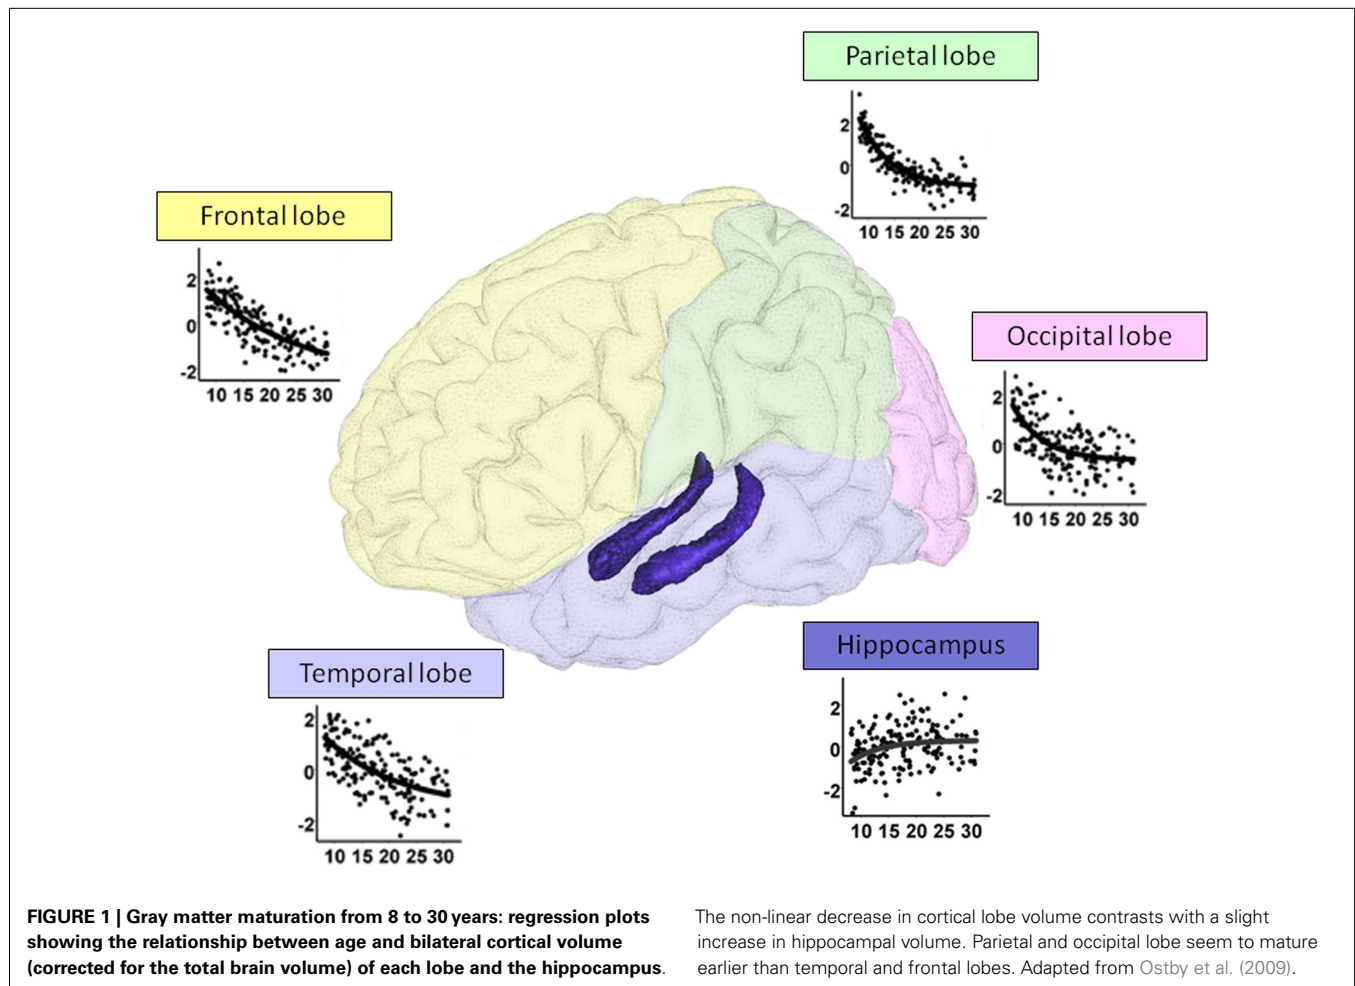 Parietal lobe
2
0
-2
10 15 20 25 30
Frontal lobe
2
0
-2
10 15 20 25 30
Occipital lobe
2
0
-2
10 15 20 25 30
Temporal lobe
2
0
-2
10 15 20 25 30
Hippocampus
2
0
-2
10 15 20 25 30
FIGURE 1 | Gray matter maturation from 8 to 30 years: regression plots
showing the relationship between age and bilateral cortical volume
(corrected for the total brain volume) of each lobe and the hippocampus.
The non-linear decrease in cortical lobe volume contrasts with a slight
increase in hippocampal volume. Parietal and occipital lobe seem to mature
earlier than temporal and frontal lobes. Adapted from Ostby et al. (2009).